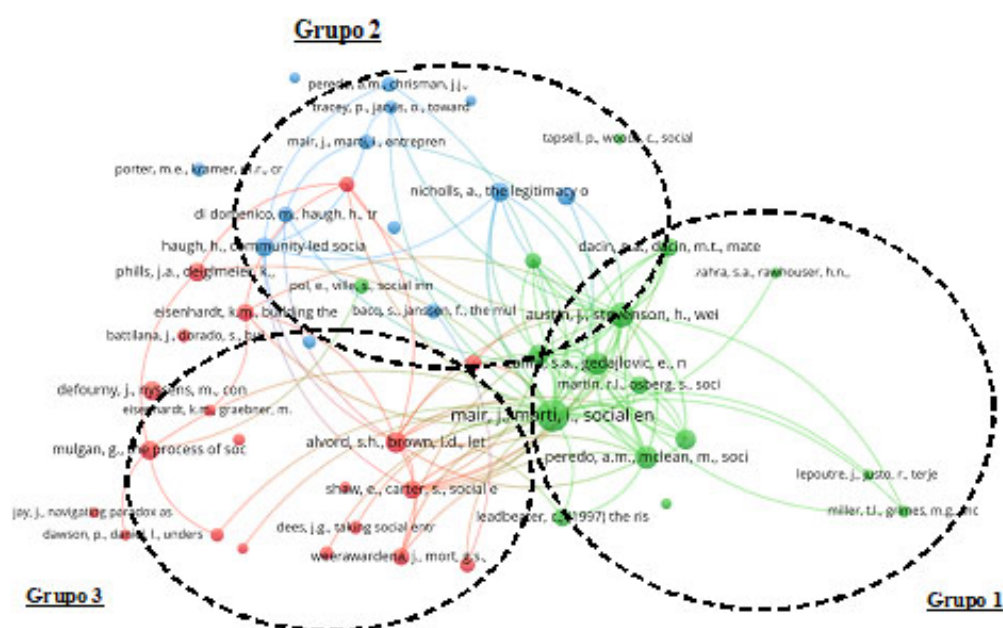 Grupo 2
peredo, a.m., chrisman, j.j.,
tracey, p., jarvis, o., toward
mair, j., marti, i., entrepren
tapsell, p., woods, c., social
porter, m.e., kramer, m.r., cr
nicholls, a., the legitimacy o
di domenico, m., haugh, h., tr
haugh, h., community-led socia
dacin, p.a., dacin, m.t., mate
phills, j.a., deiglmeier, k.,
zahra, s.a., rawhouser, h.n.,
pol, e., ville, s., social inn
eisenhardt, k.m., building the
bacq, s., janssen, f., the mul
austin, j., stevenson, h., wei
battilana, j., dorado, s., bui
zahra, s.a., gedajlovic, e., n
martin, r.l., osberg, s., soci
defourny, j., nyssens, m., con
eisenhardt, k.m., graebner, m.
mair, j., marti, i., social en
mulgan, g., the process of soc
alvord, s.h., brown, l.d., let
peredo, a.m., mclean, m., soci
lepoutre, j., justo, r., terje
shaw, e., carter, s., social e
jay, j., navigating paradox as
leadbeater, c. (1997) the ris
miller, t.l., grimes, m.g., mc
dees, j.g., taking social entr
dawson, p., daniel, l., unders
weerawardena, j., mort, g.s.,
Grupo 3
Grupo 1